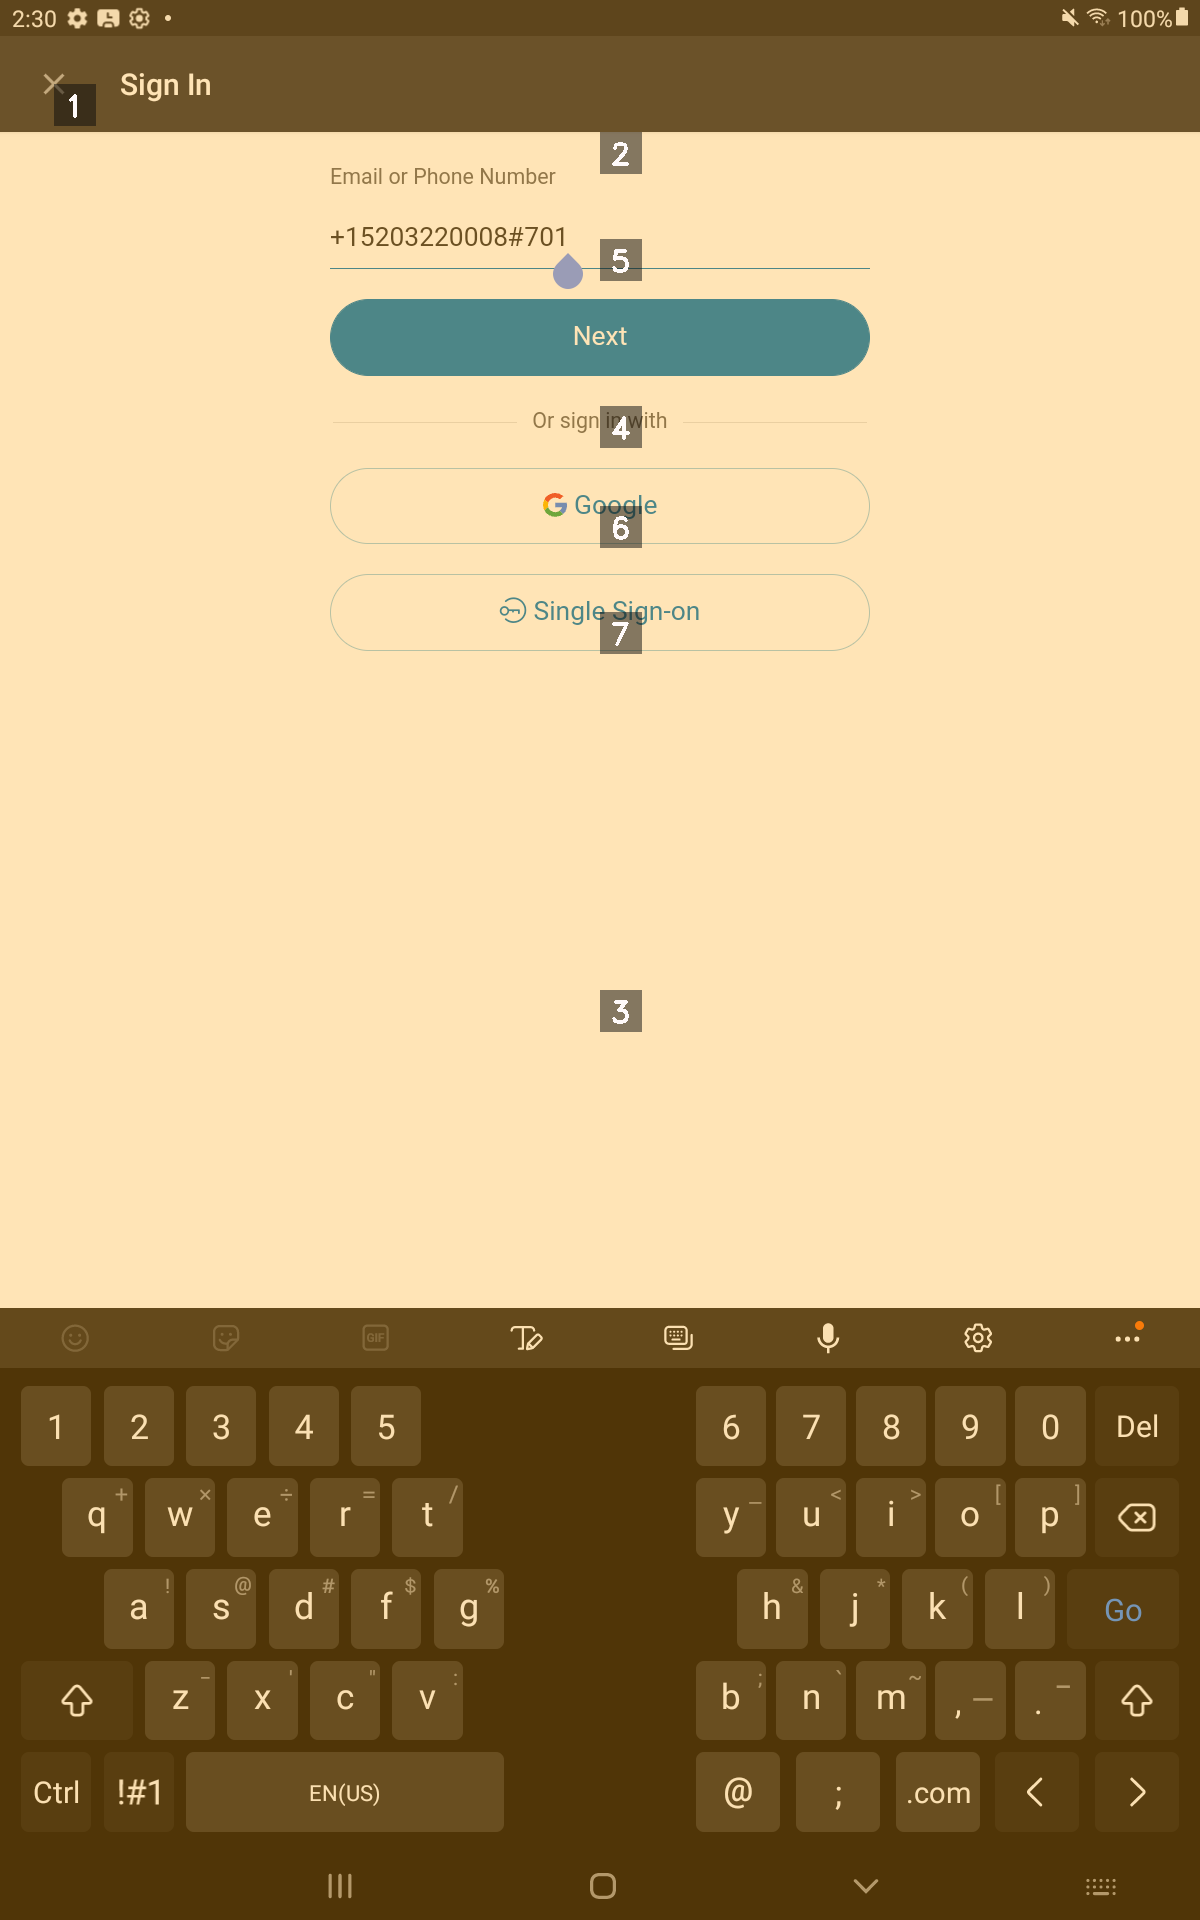 2:30
100%
1
Sign In
2
Email or Phone Number
+15203220008#701
5
Next
Or sign in with
4
Google
6
Single Sign-on
7
3
GIF
1 2 3 4 5 6 7 8 9 0 Del
q + w × e ÷ r = t / y _ u < i > o [ p ]
a ! s @ d # f $ g % h & j * k ( l ) Go
z - x ' c " v : b ; n ` m ~ , — . –
Ctrl !#1 EN(US) @ ; .com < >